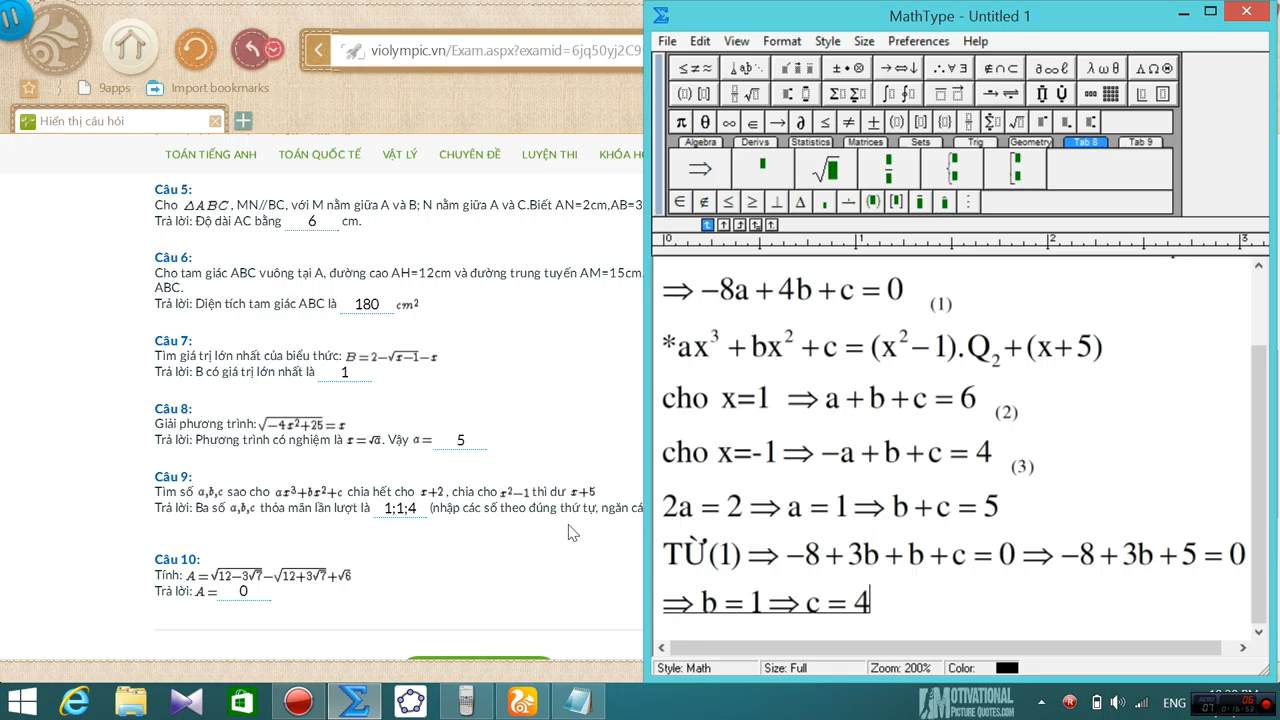 MathType - Untitled 1
violympic.vn/Exam.aspx?examid=6jq50yj2C9
File Edit View Format Style Size Preferences Help
9apps Import bookmarks
Hiển thị câu hỏi
Algebra Derivs Statistics Matrices Sets Trig Geometry Tab 8 Tab 9
TOÁN TIẾNG ANH TOÁN QUỐC TẾ VẬT LÝ CHUYÊN ĐỀ LUYỆN THI KHÓA H
Câu 5:
Cho △ABC, MN//BC, với M nằm giữa A và B; N nằm giữa A và C.Biết AN=2cm,AB=3
Trả lời: Độ dài AC bằng 6 cm.
Câu 6:
Cho tam giác ABC vuông tại A, đường cao AH=12cm và đường trung tuyến AM=15cm.
ABC.
Trả lời: Diện tích tam giác ABC là 180 cm²
Câu 7:
Tìm giá trị lớn nhất của biểu thức: B=2−√(x−1)−x
Trả lời: B có giá trị lớn nhất là 1
Câu 8:
Giải phương trình: √(−4x²+25)=x
Trả lời: Phương trình có nghiệm là x=√a. Vậy a= 5
Câu 9:
Tìm số a,b,c sao cho ax³+bx²+c chia hết cho x+2, chia cho x²−1 thì dư x+5
Trả lời: Ba số a,b,c thỏa mãn lần lượt là 1;1;4 (nhập các số theo đúng thứ tự, ngăn cá
Câu 10:
Tính: A=√(12−3√7)−√(12+3√7)+√6
Trả lời: A= 0
0 1 2 3
⇒ −8a+4b+c=0 (1)
*ax³+bx²+c=(x²−1).Q₂+(x+5)
cho x=1 ⇒ a+b+c=6 (2)
cho x=-1 ⇒ −a+b+c=4 (3)
2a=2 ⇒ a=1 ⇒ b+c=5
TỪ(1) ⇒ −8+3b+b+c=0 ⇒ −8+3b+5=0
⇒ b=1 ⇒ c=4
Style: Math Size: Full Zoom: 200% Color:
MOTIVATIONAL
PICTURE QUOTES.COM
ENG